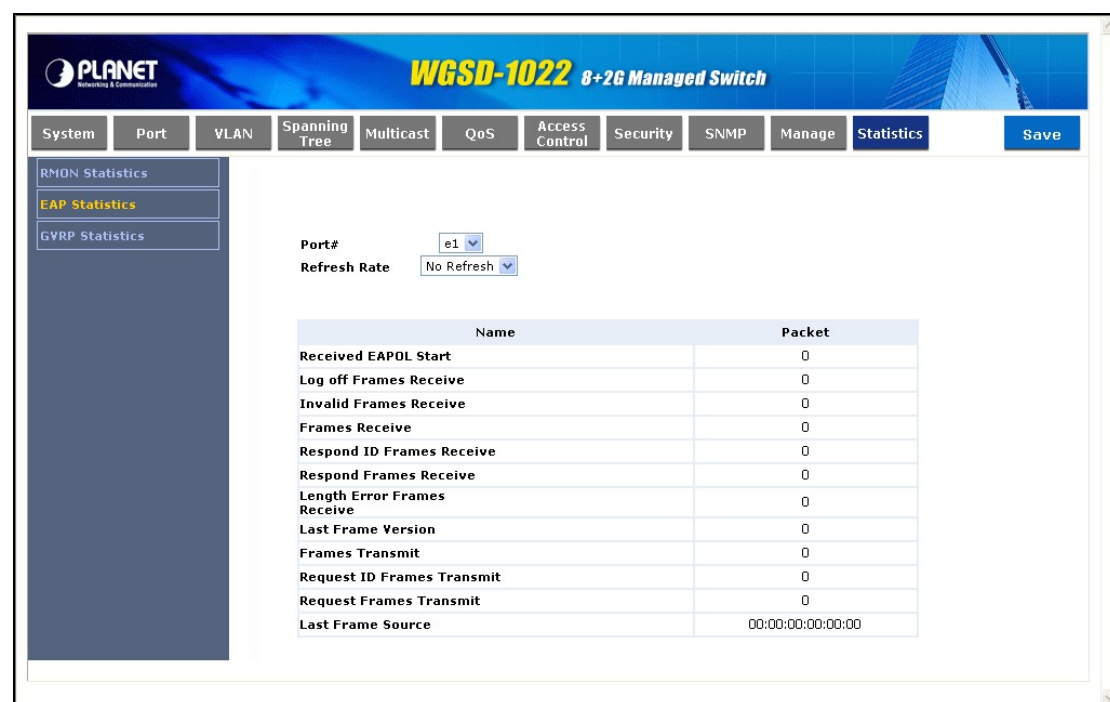 PLANET
Networking & Communication
WGSD-1022 8+2G Managed Switch
System
Port
VLAN
Spanning
Tree
Multicast
QoS
Access
Control
Security
SNMP
Manage
Statistics
Save
RMON Statistics
EAP Statistics
GVRP Statistics
Port# e1
Refresh Rate No Refresh
Name Packet
Received EAPOL Start 0
Log off Frames Receive 0
Invalid Frames Receive 0
Frames Receive 0
Respond ID Frames Receive 0
Respond Frames Receive 0
Length Error Frames
Receive 0
Last Frame Version 0
Frames Transmit 0
Request ID Frames Transmit 0
Request Frames Transmit 0
Last Frame Source 00:00:00:00:00:00